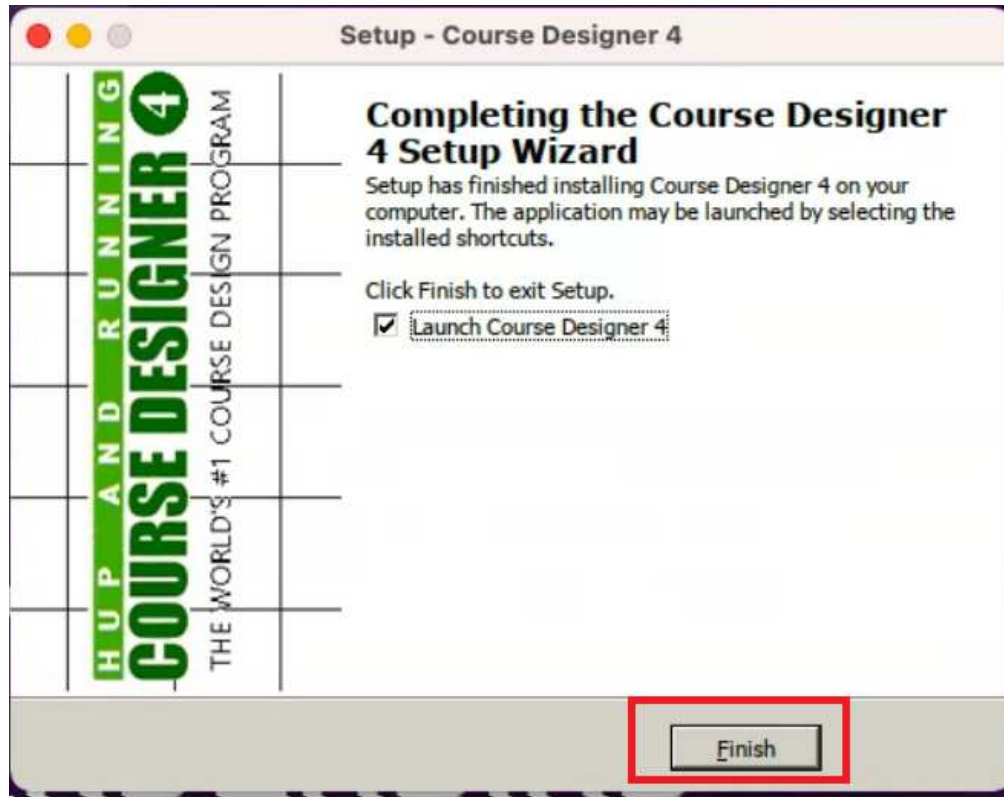 Setup - Course Designer 4
HUP AND RUNNING
COURSE DESIGNER 4
THE WORLD'S #1 COURSE DESIGN PROGRAM
Completing the Course Designer
4 Setup Wizard
Setup has finished installing Course Designer 4 on your
computer. The application may be launched by selecting the
installed shortcuts.
Click Finish to exit Setup.
Launch Course Designer 4
Finish